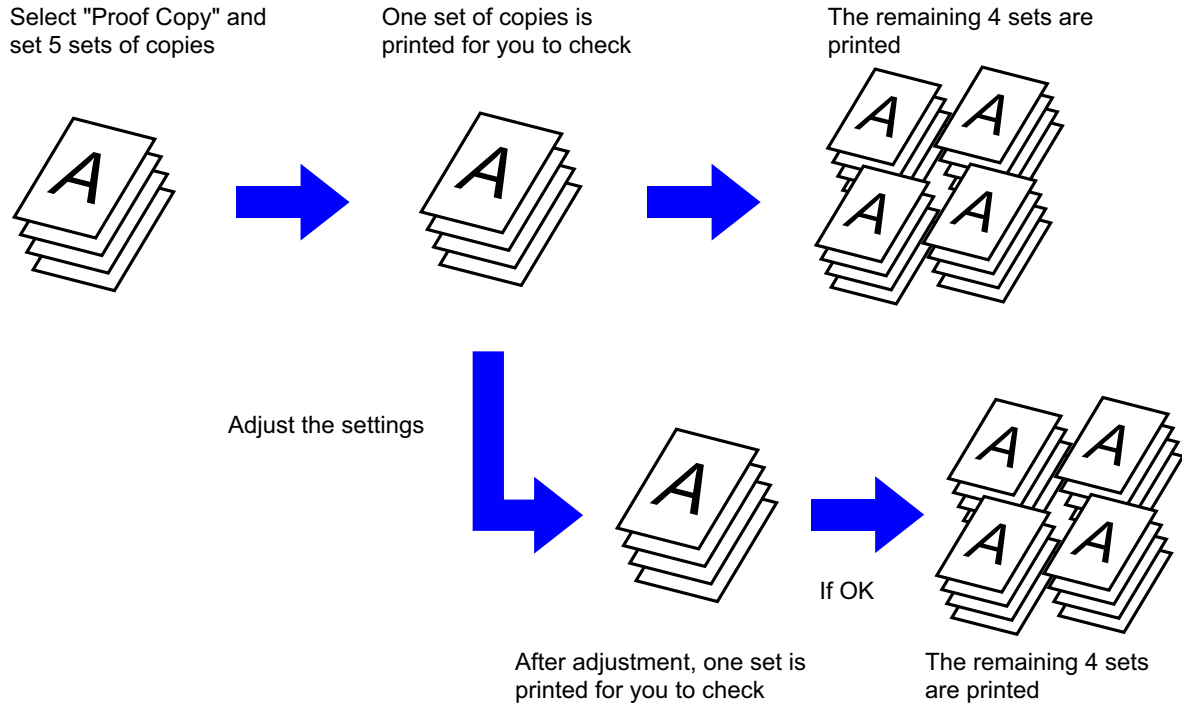 Select "Proof Copy" and
set 5 sets of copies
One set of copies is
printed for you to check
The remaining 4 sets are
printed
A
A
A
A
A
A
Adjust the settings
A
A
A
A
A
If OK
After adjustment, one set is
printed for you to check
The remaining 4 sets
are printed